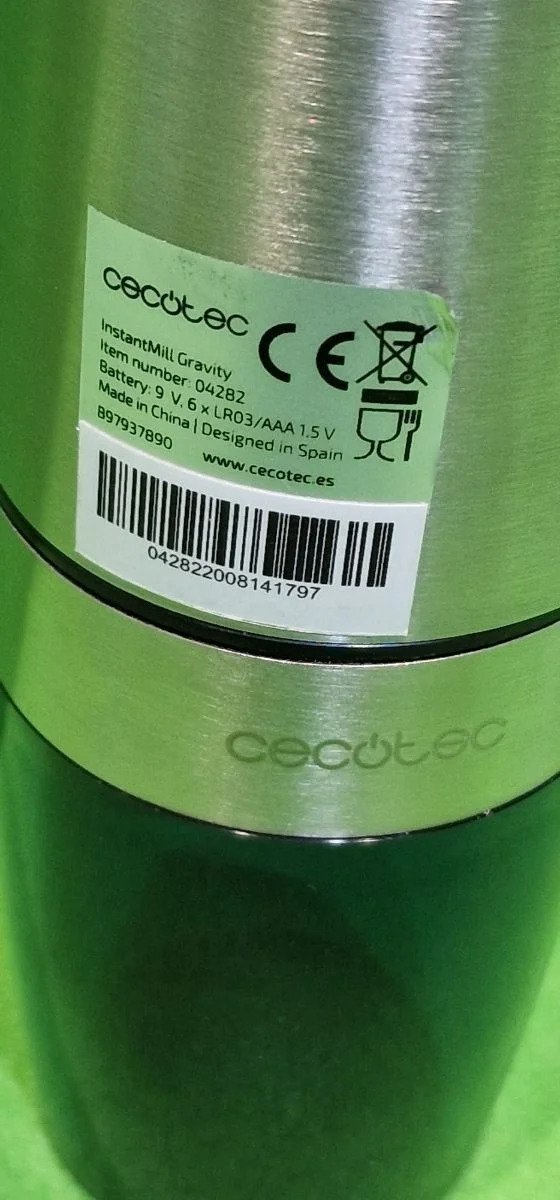 cecotec
CE
InstantMill Gravity
Item number: 04282
Battery: 9 V, 6 x LR03/AAA 1.5 V
Made in China | Designed in Spain
B97937890 www.cecotec.es
042822008141797
cecotec